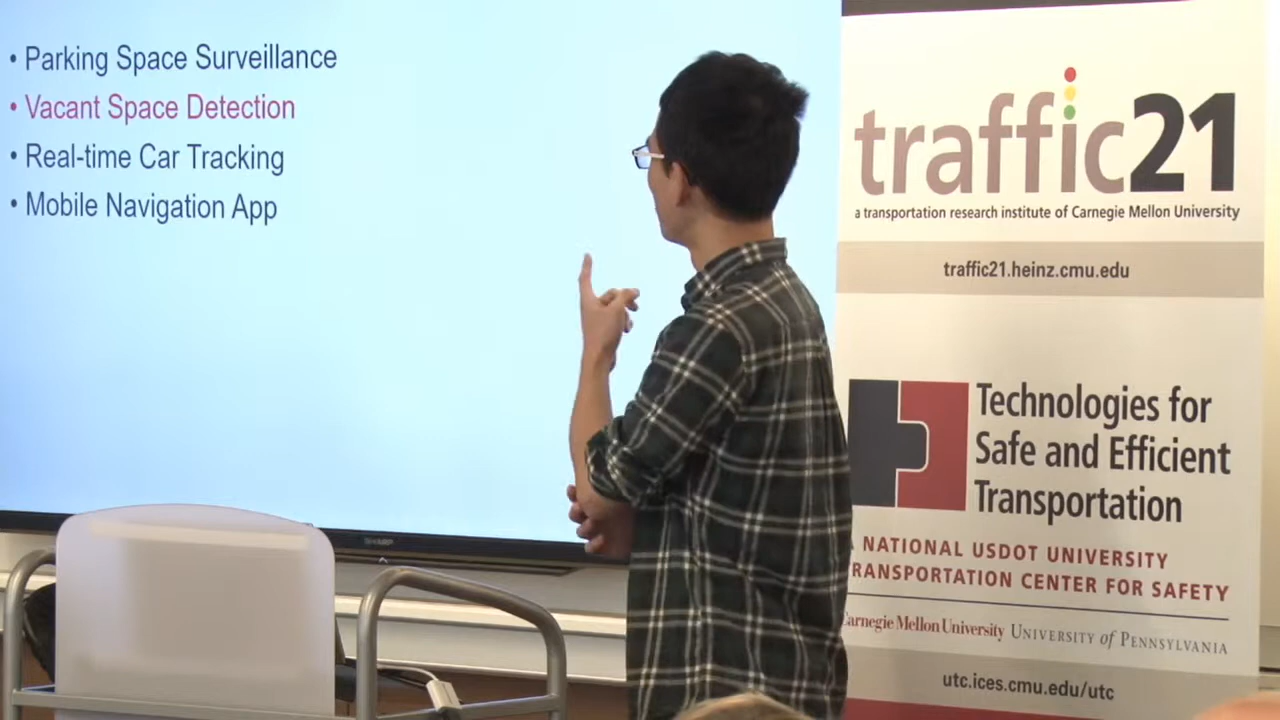 • Parking Space Surveillance
• Vacant Space Detection
• Real-time Car Tracking
• Mobile Navigation App
SHARP
traffic21
a transportation research institute of Carnegie Mellon University
traffic21.heinz.cmu.edu
Technologies for
Safe and Efficient
Transportation
NATIONAL USDOT UNIVERSITY
TRANSPORTATION CENTER FOR SAFETY
Carnegie Mellon University UNIVERSITY of PENNSYLVANIA
utc.ices.cmu.edu/utc